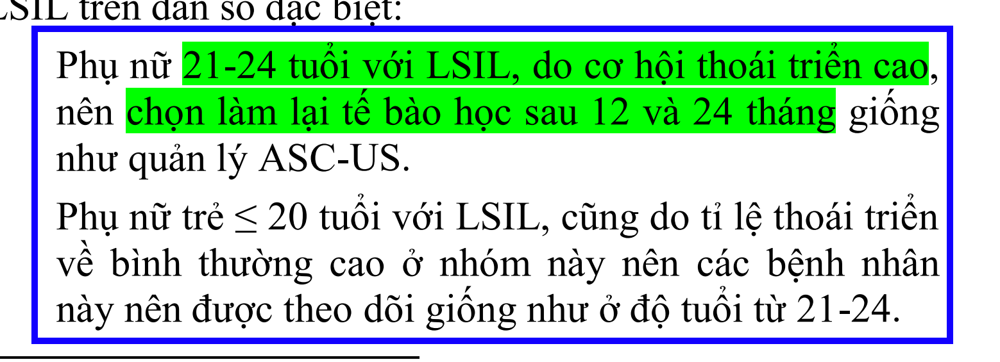 LSIL trên dân số đặc biệt:
Phụ nữ 21-24 tuổi với LSIL, do cơ hội thoái triển cao,
nên chọn làm lại tế bào học sau 12 và 24 tháng giống
như quản lý ASC-US.
Phụ nữ trẻ ≤ 20 tuổi với LSIL, cũng do tỉ lệ thoái triển
về bình thường cao ở nhóm này nên các bệnh nhân
này nên được theo dõi giống như ở độ tuổi từ 21-24.